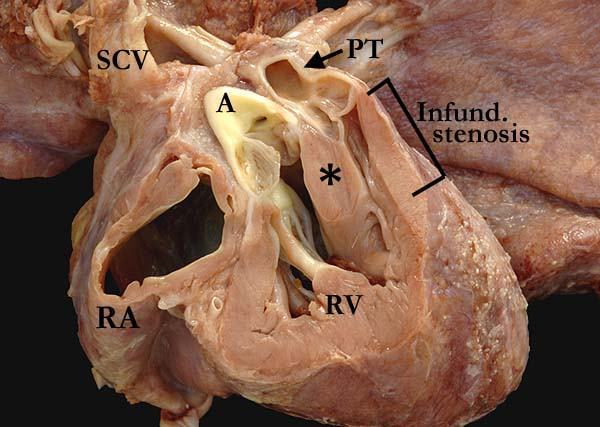 PT
SCV
A
Infund.
stenosis
*
RV
RA